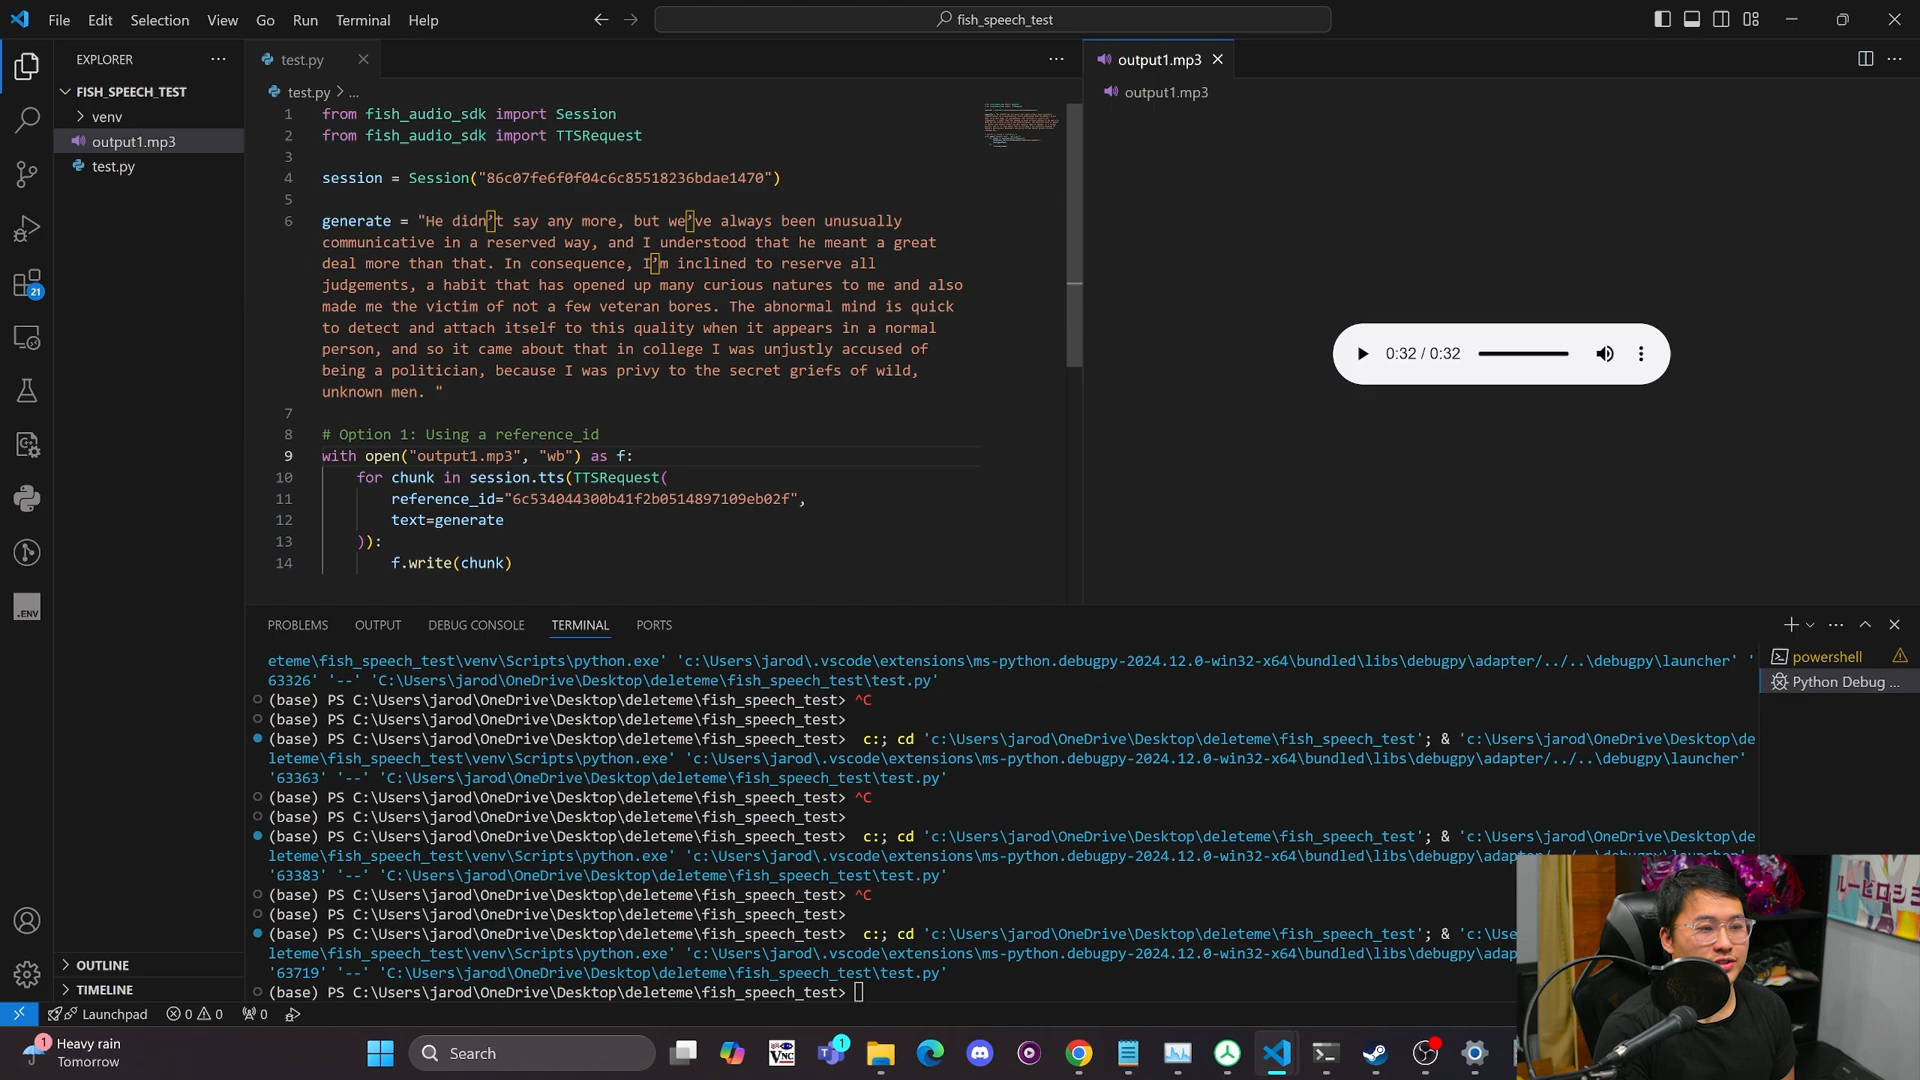 File Edit Selection View Go Run Terminal Help
fish_speech_test
EXPLORER
FISH_SPEECH_TEST
venv
output1.mp3
test.py
test.py
test.py > ...
1 from fish_audio_sdk import Session
2 from fish_audio_sdk import TTSRequest
3
4 session = Session("86c07fe6f0f04c6c85518236bdae1470")
5
6 generate = "He didn’t say any more, but we’ve always been unusually
communicative in a reserved way, and I understood that he meant a great
deal more than that. In consequence, I’m inclined to reserve all
judgements, a habit that has opened up many curious natures to me and also
made me the victim of not a few veteran bores. The abnormal mind is quick
to detect and attach itself to this quality when it appears in a normal
person, and so it came about that in college I was unjustly accused of
being a politician, because I was privy to the secret griefs of wild,
unknown men. "
7
8 # Option 1: Using a reference_id
9 with open("output1.mp3", "wb") as f:
10 for chunk in session.tts(TTSRequest(
11 reference_id="6c534044300b41f2b0514897109eb02f",
12 text=generate
13 )):
14 f.write(chunk)
output1.mp3
output1.mp3
0:32 / 0:32
21
.ENV
PROBLEMS OUTPUT DEBUG CONSOLE TERMINAL PORTS
eteme\fish_speech_test\venv\Scripts\python.exe' 'c:\Users\jarod\.vscode\extensions\ms-python.debugpy-2024.12.0-win32-x64\bundled\libs\debugpy\adapter/../..\debugpy\launcher' '
63326' '--' 'C:\Users\jarod\OneDrive\Desktop\deleteme\fish_speech_test\test.py'
(base) PS C:\Users\jarod\OneDrive\Desktop\deleteme\fish_speech_test> ^C
(base) PS C:\Users\jarod\OneDrive\Desktop\deleteme\fish_speech_test>
(base) PS C:\Users\jarod\OneDrive\Desktop\deleteme\fish_speech_test> c:; cd 'c:\Users\jarod\OneDrive\Desktop\deleteme\fish_speech_test'; & 'c:\Users\jarod\OneDrive\Desktop\de
leteme\fish_speech_test\venv\Scripts\python.exe' 'c:\Users\jarod\.vscode\extensions\ms-python.debugpy-2024.12.0-win32-x64\bundled\libs\debugpy\adapter/../..\debugpy\launcher'
'63363' '--' 'C:\Users\jarod\OneDrive\Desktop\deleteme\fish_speech_test\test.py'
(base) PS C:\Users\jarod\OneDrive\Desktop\deleteme\fish_speech_test> ^C
(base) PS C:\Users\jarod\OneDrive\Desktop\deleteme\fish_speech_test>
(base) PS C:\Users\jarod\OneDrive\Desktop\deleteme\fish_speech_test> c:; cd 'c:\Users\jarod\OneDrive\Desktop\deleteme\fish_speech_test'; & 'c:\Users\jarod\OneDrive\Desktop\de
leteme\fish_speech_test\venv\Scripts\python.exe' 'c:\Users\jarod\.vscode\extensions\ms-python.debugpy-2024.12.0-win32-x64\bundled\libs\debugpy\adapter/../..\debugpy\launcher'
'63383' '--' 'C:\Users\jarod\OneDrive\Desktop\deleteme\fish_speech_test\test.py'
(base) PS C:\Users\jarod\OneDrive\Desktop\deleteme\fish_speech_test> ^C
(base) PS C:\Users\jarod\OneDrive\Desktop\deleteme\fish_speech_test>
(base) PS C:\Users\jarod\OneDrive\Desktop\deleteme\fish_speech_test> c:; cd 'c:\Users\jarod\OneDrive\Desktop\deleteme\fish_speech_test'; & 'c:\Use
leteme\fish_speech_test\venv\Scripts\python.exe' 'c:\Users\jarod\.vscode\extensions\ms-python.debugpy-2024.12.0-win32-x64\bundled\libs\debugpy\adap
'63719' '--' 'C:\Users\jarod\OneDrive\Desktop\deleteme\fish_speech_test\test.py'
(base) PS C:\Users\jarod\OneDrive\Desktop\deleteme\fish_speech_test>
powershell
Python Debug ...
OUTLINE
TIMELINE
Launchpad 0 0 0
1
Heavy rain
Tomorrow
Search
VNC
1